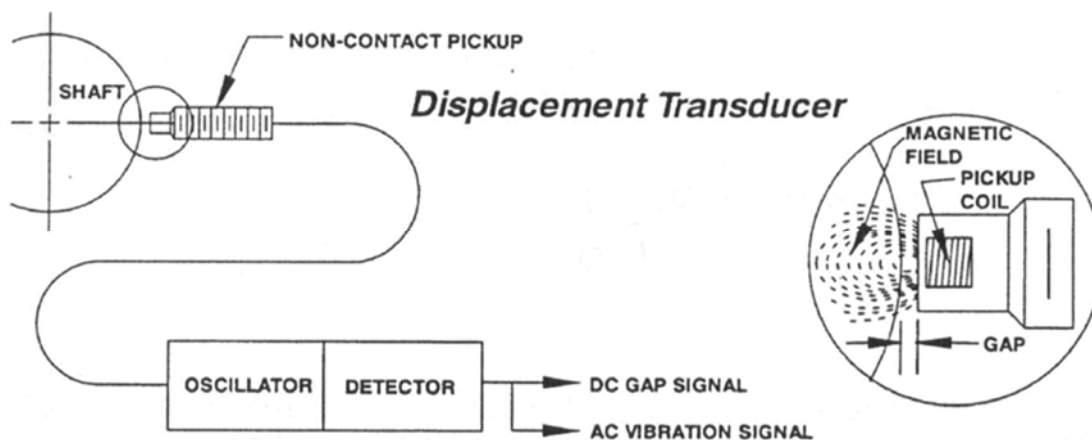 NON-CONTACT PICKUP
SHAFT
Displacement Transducer
MAGNETIC
FIELD
PICKUP
COIL
GAP
OSCILLATOR
DETECTOR
DC GAP SIGNAL
AC VIBRATION SIGNAL